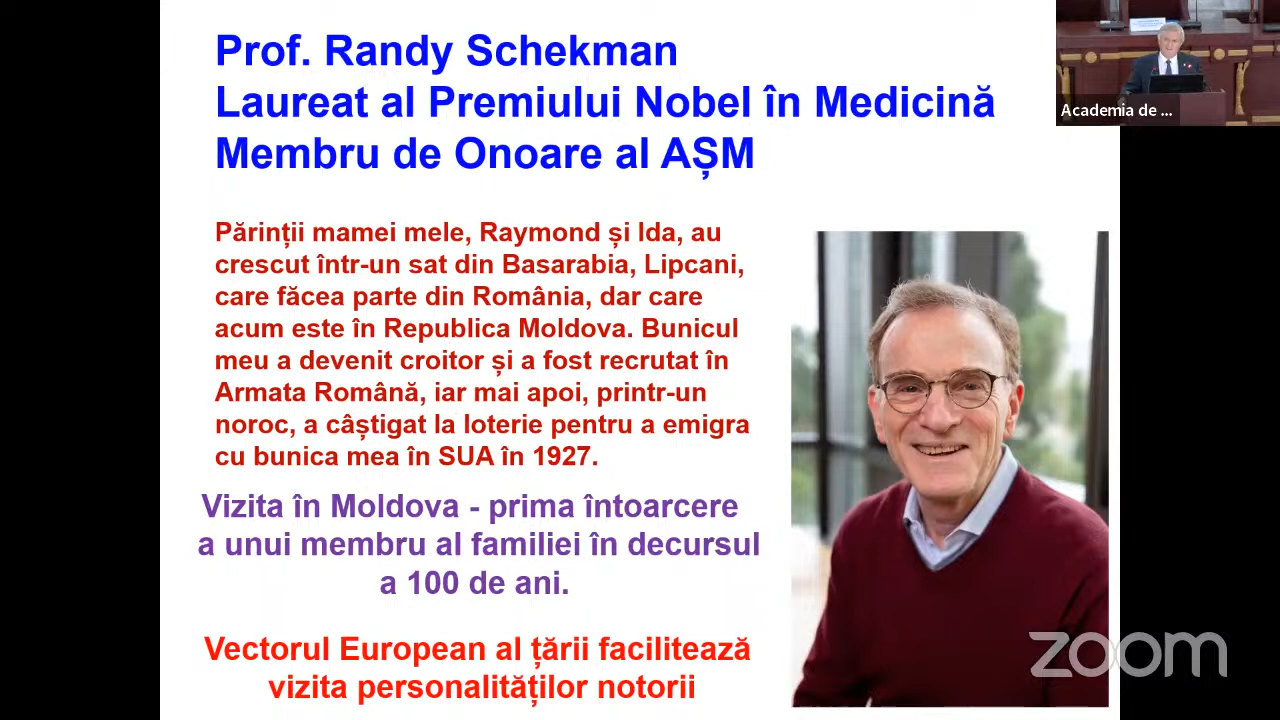 Prof. Randy Schekman
Laureat al Premiului Nobel în Medicină
Membru de Onoare al AȘM
Părinții mamei mele, Raymond și Ida, au
crescut într-un sat din Basarabia, Lipcani,
care făcea parte din România, dar care
acum este în Republica Moldova. Bunicul
meu a devenit croitor și a fost recrutat în
Armata Română, iar mai apoi, printr-un
noroc, a câștigat la loterie pentru a emigra
cu bunica mea în SUA în 1927.
Vizita în Moldova - prima întoarcere
a unui membru al familiei în decursul
a 100 de ani.
Vectorul European al țării facilitează
vizita personalităților notorii
Academia de ...
zoom